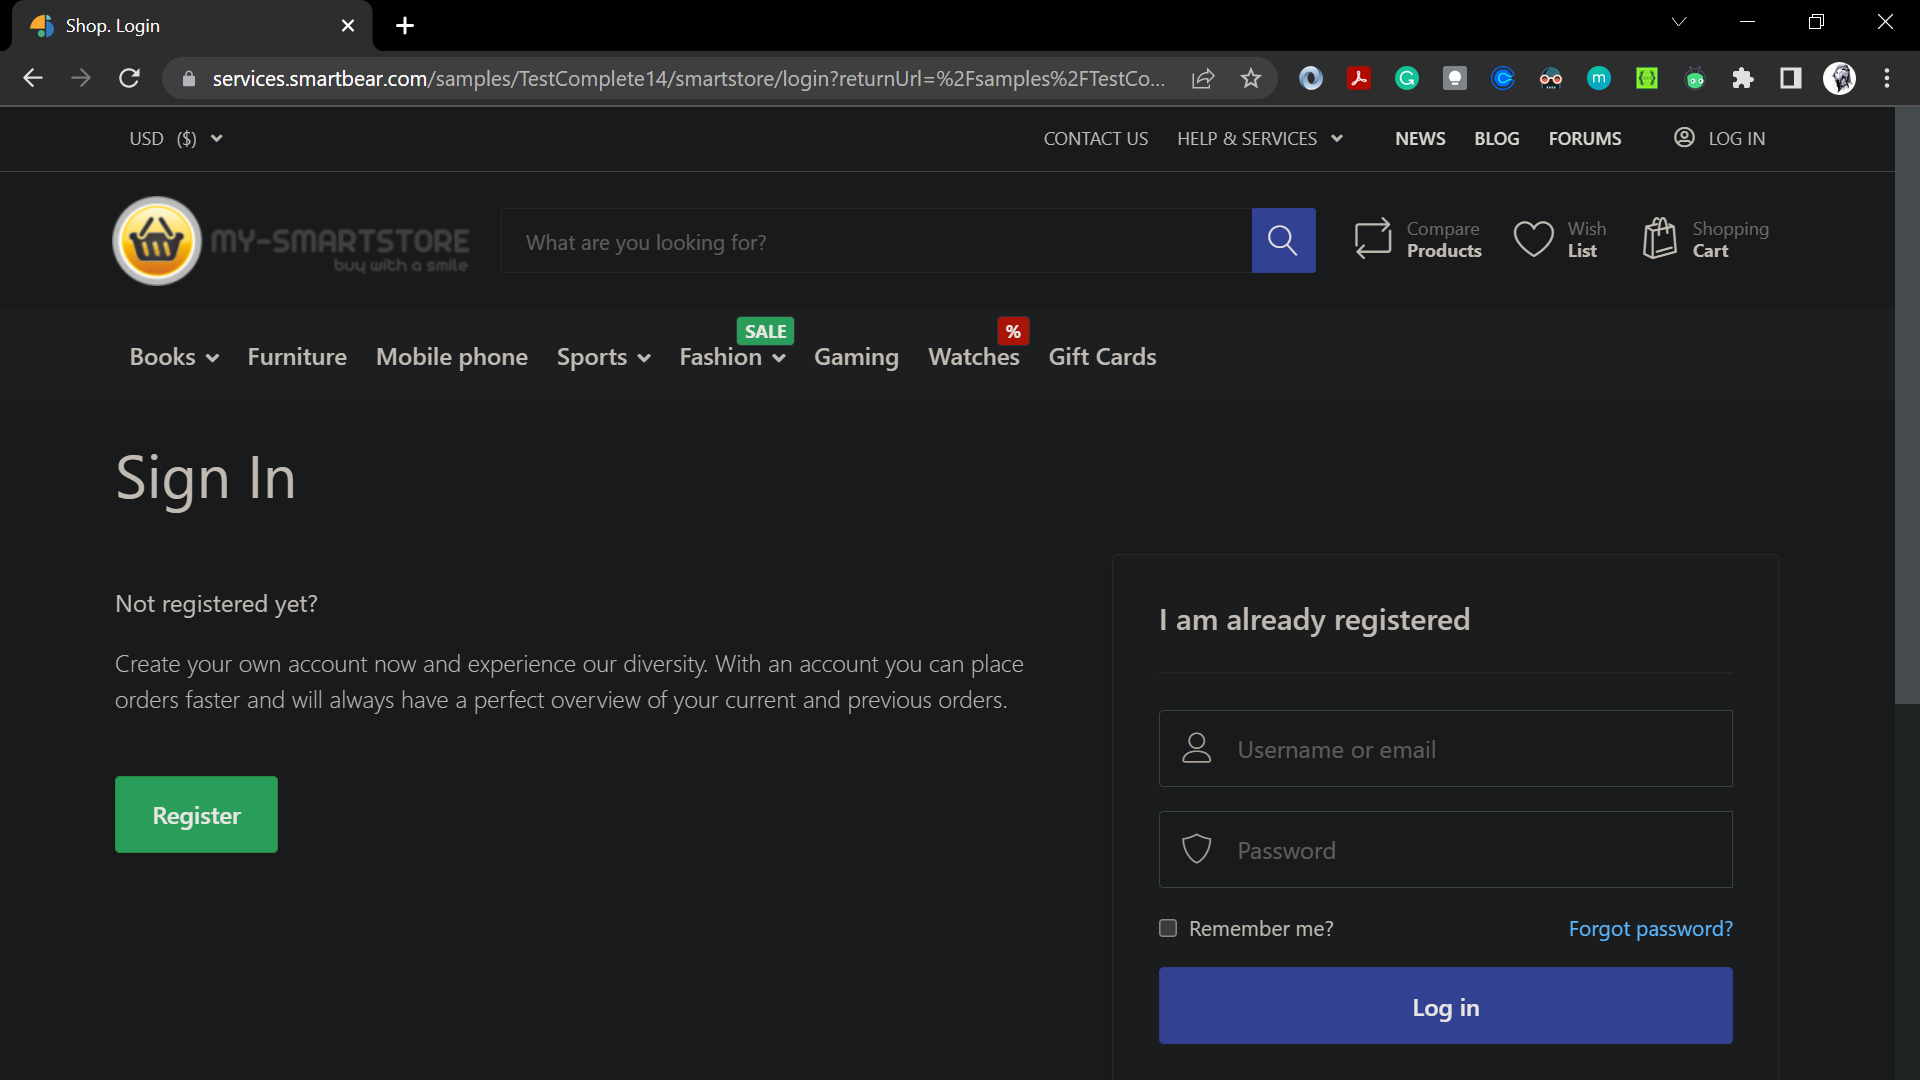 Shop. Login
services.smartbear.com/samples/TestComplete14/smartstore/login?returnUrl=%2Fsamples%2FTestCo...
USD ($)
CONTACT US HELP & SERVICES NEWS BLOG FORUMS LOG IN
MY-SMARTSTORE
buy with a smile
What are you looking for?
Compare
Products
Wish
List
Shopping
Cart
SALE %
Books Furniture Mobile phone Sports Fashion Gaming Watches Gift Cards
Sign In
Not registered yet?
Create your own account now and experience our diversity. With an account you can place
orders faster and will always have a perfect overview of your current and previous orders.
Register
I am already registered
Username or email
Password
Remember me? Forgot password?
Log in